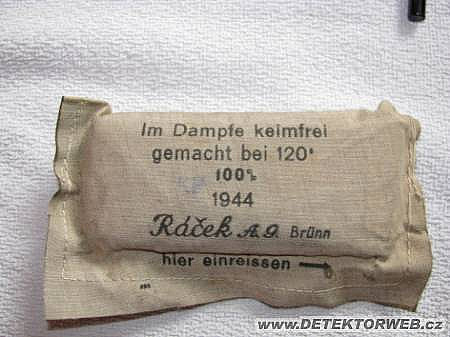 Im Dampfe keimfrei
gemacht bei 120°
100%
1944
Ráček A.G. Brünn
hier einreissen →
www.DETEKTORWEB.cz